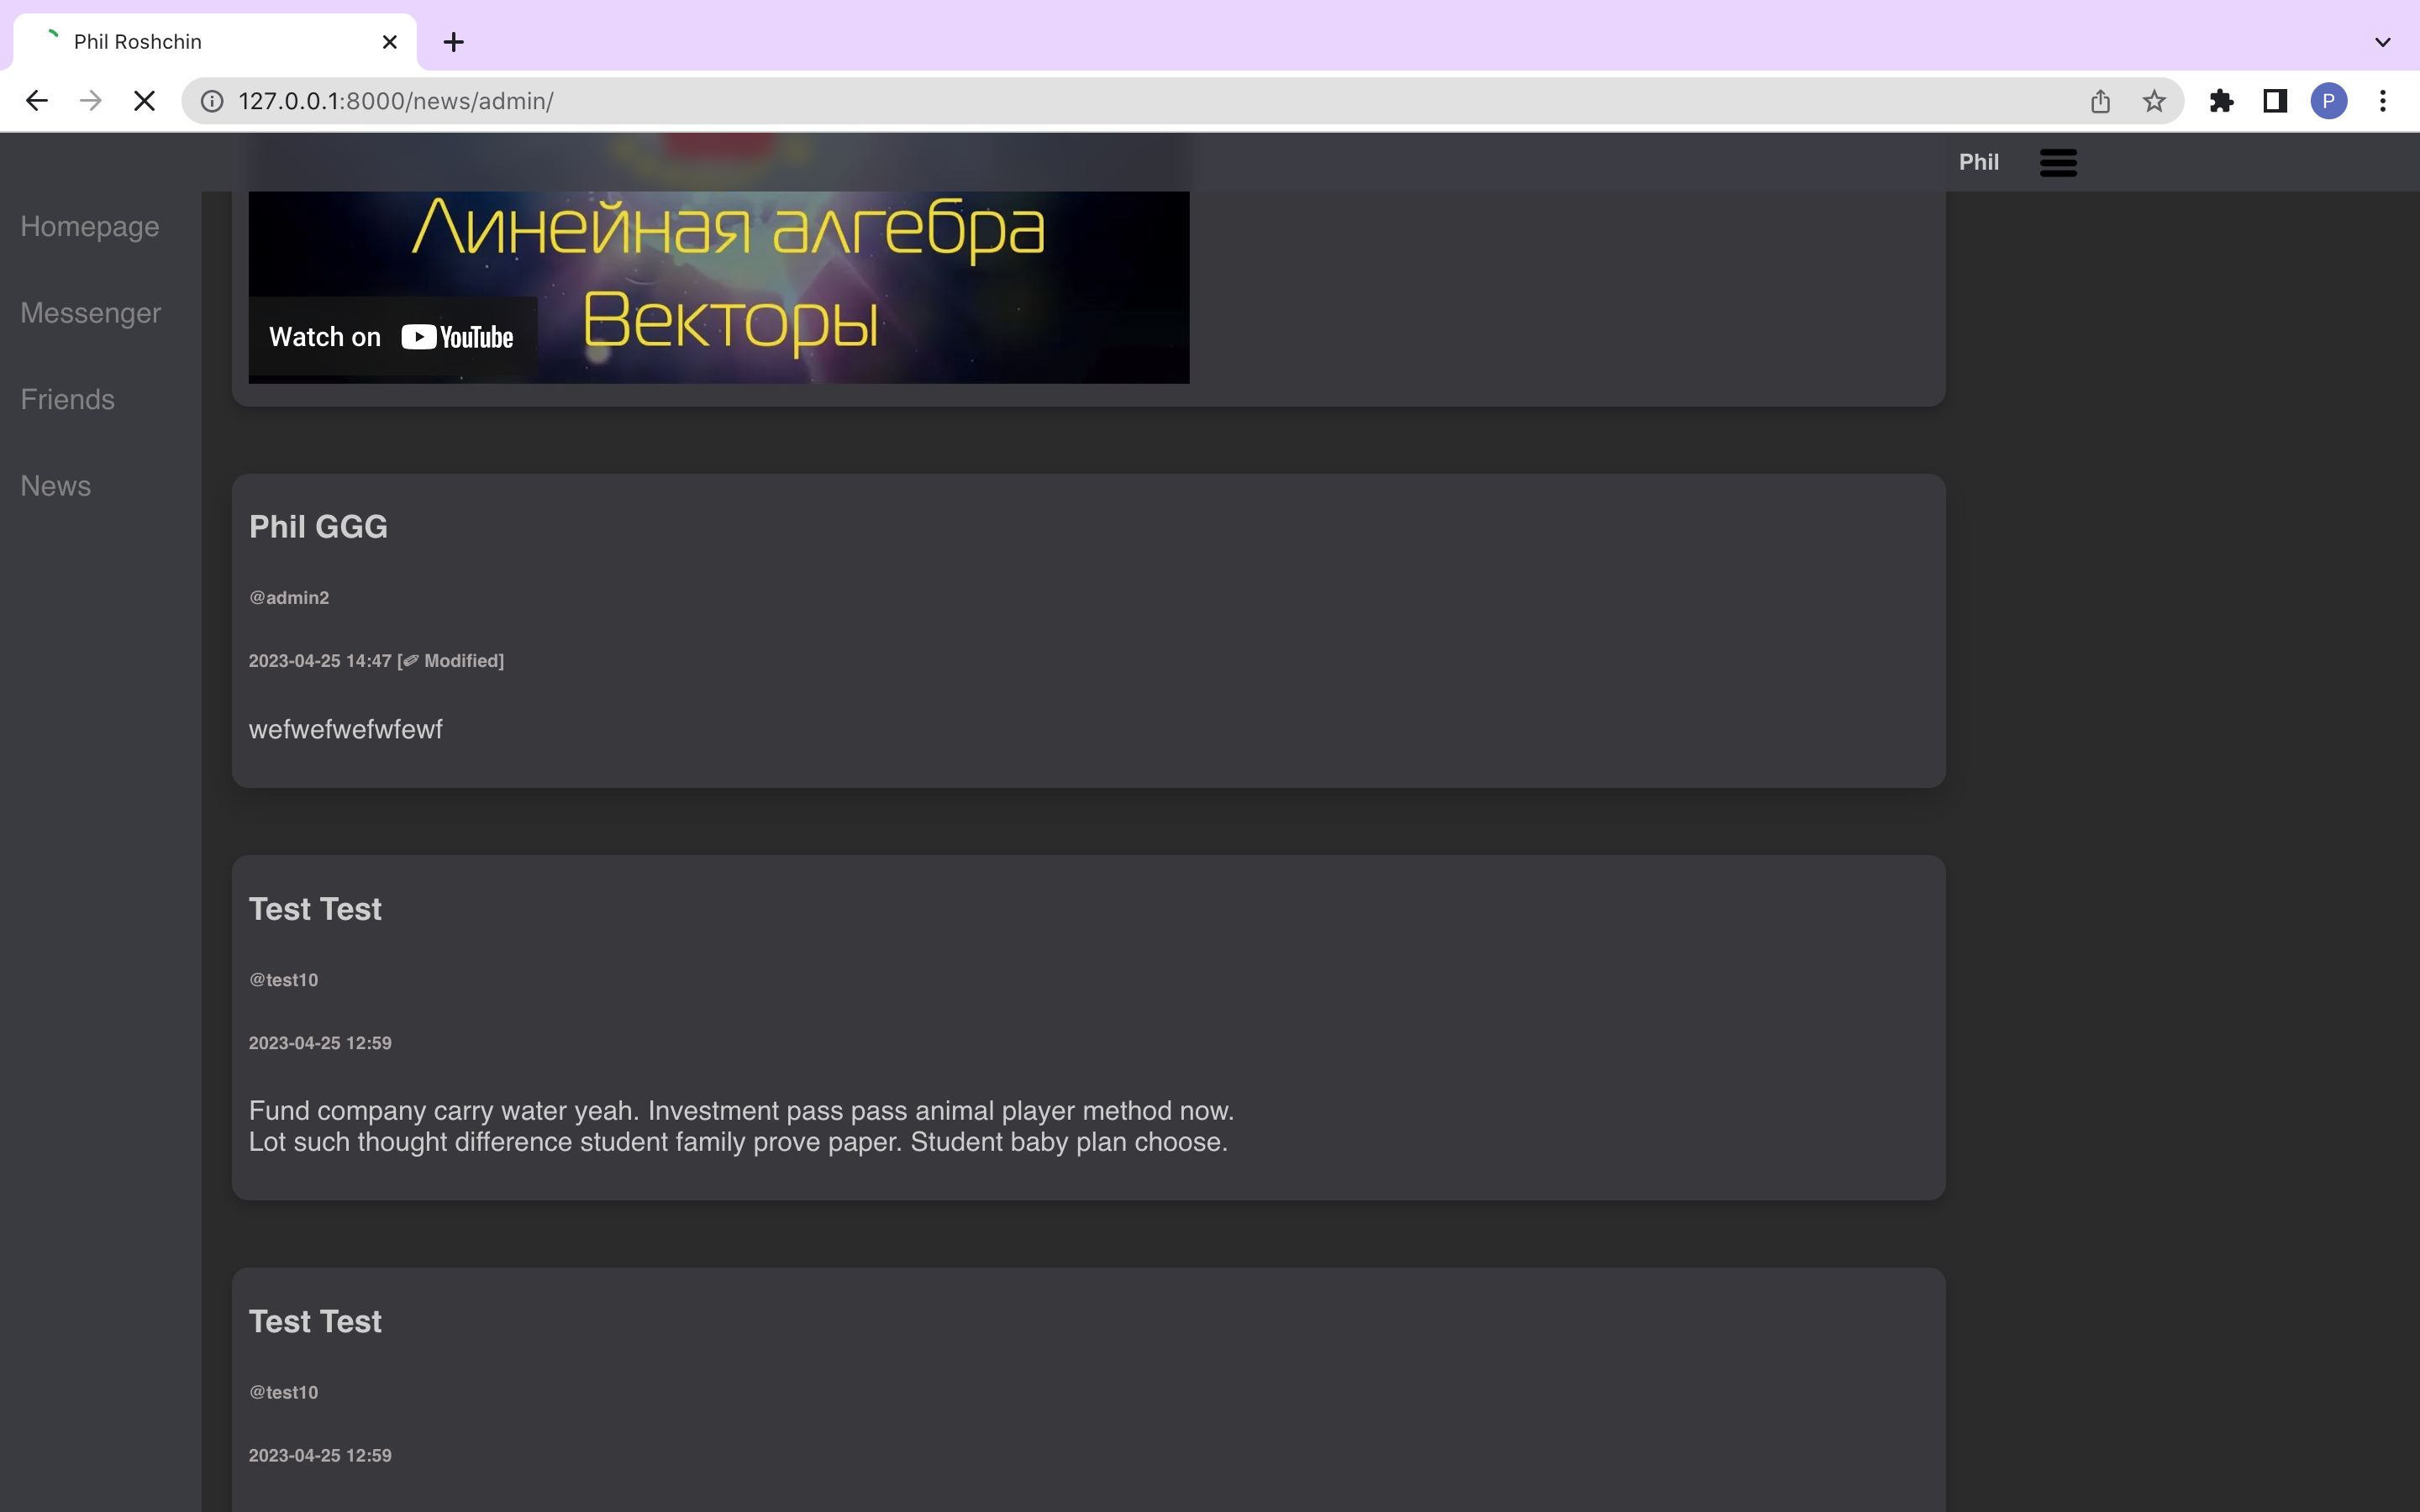 Phil Roshchin
127.0.0.1:8000/news/admin/
P
Phil
Homepage
Messenger
Friends
News
Линейная алгебра
Векторы
Watch on YouTube
Phil GGG
@admin2
2023-04-25 14:47 [✐ Modified]
wefwefwefwfewf
Test Test
@test10
2023-04-25 12:59
Fund company carry water yeah. Investment pass pass animal player method now.
Lot such thought difference student family prove paper. Student baby plan choose.
Test Test
@test10
2023-04-25 12:59